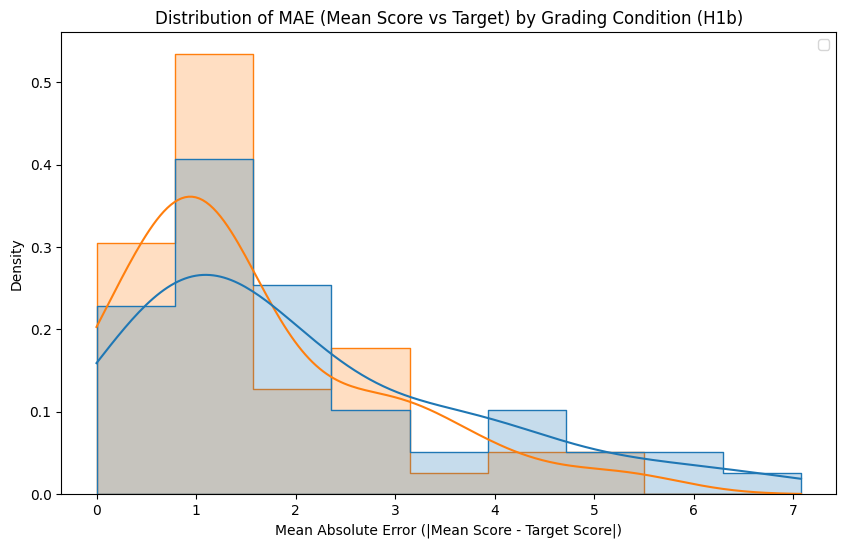 Distribution of MAE (Mean Score vs Target) by Grading Condition (H1b)
Density
0.5
0.4
0.3
0.2
0.1
0.0
0 1 2 3 4 5 6 7
Mean Absolute Error (|Mean Score - Target Score|)